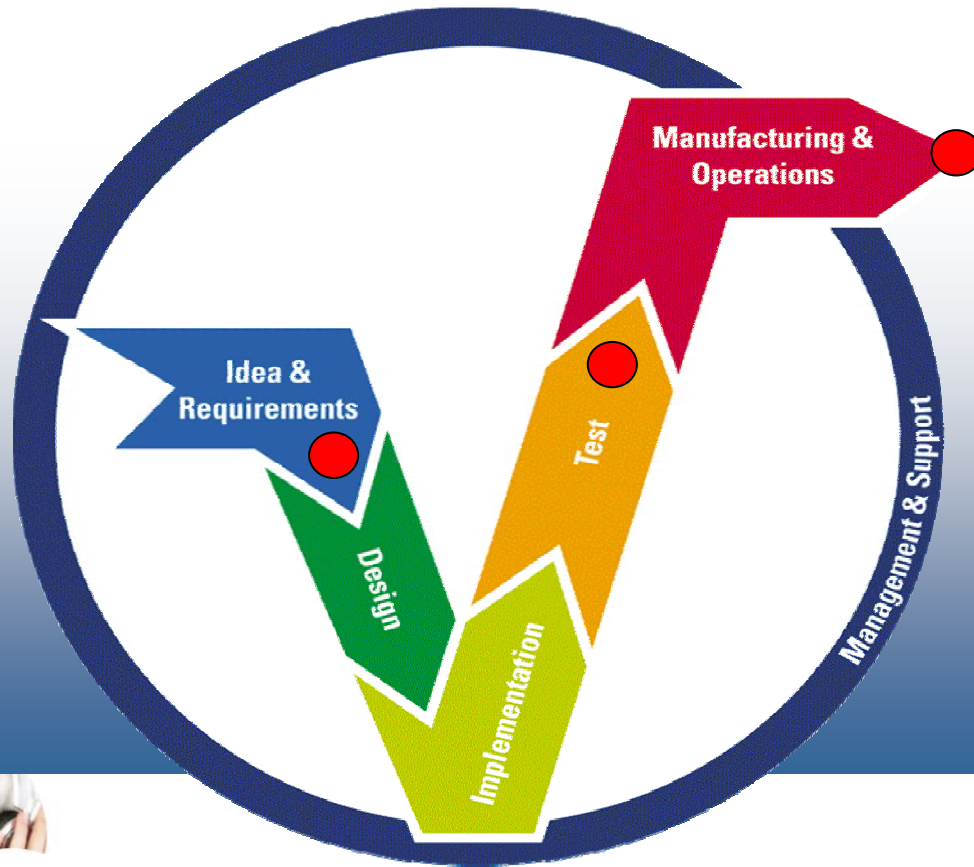 Idea &
Requirements
Design
Implementation
Test
Manufacturing &
Operations
Management & Support